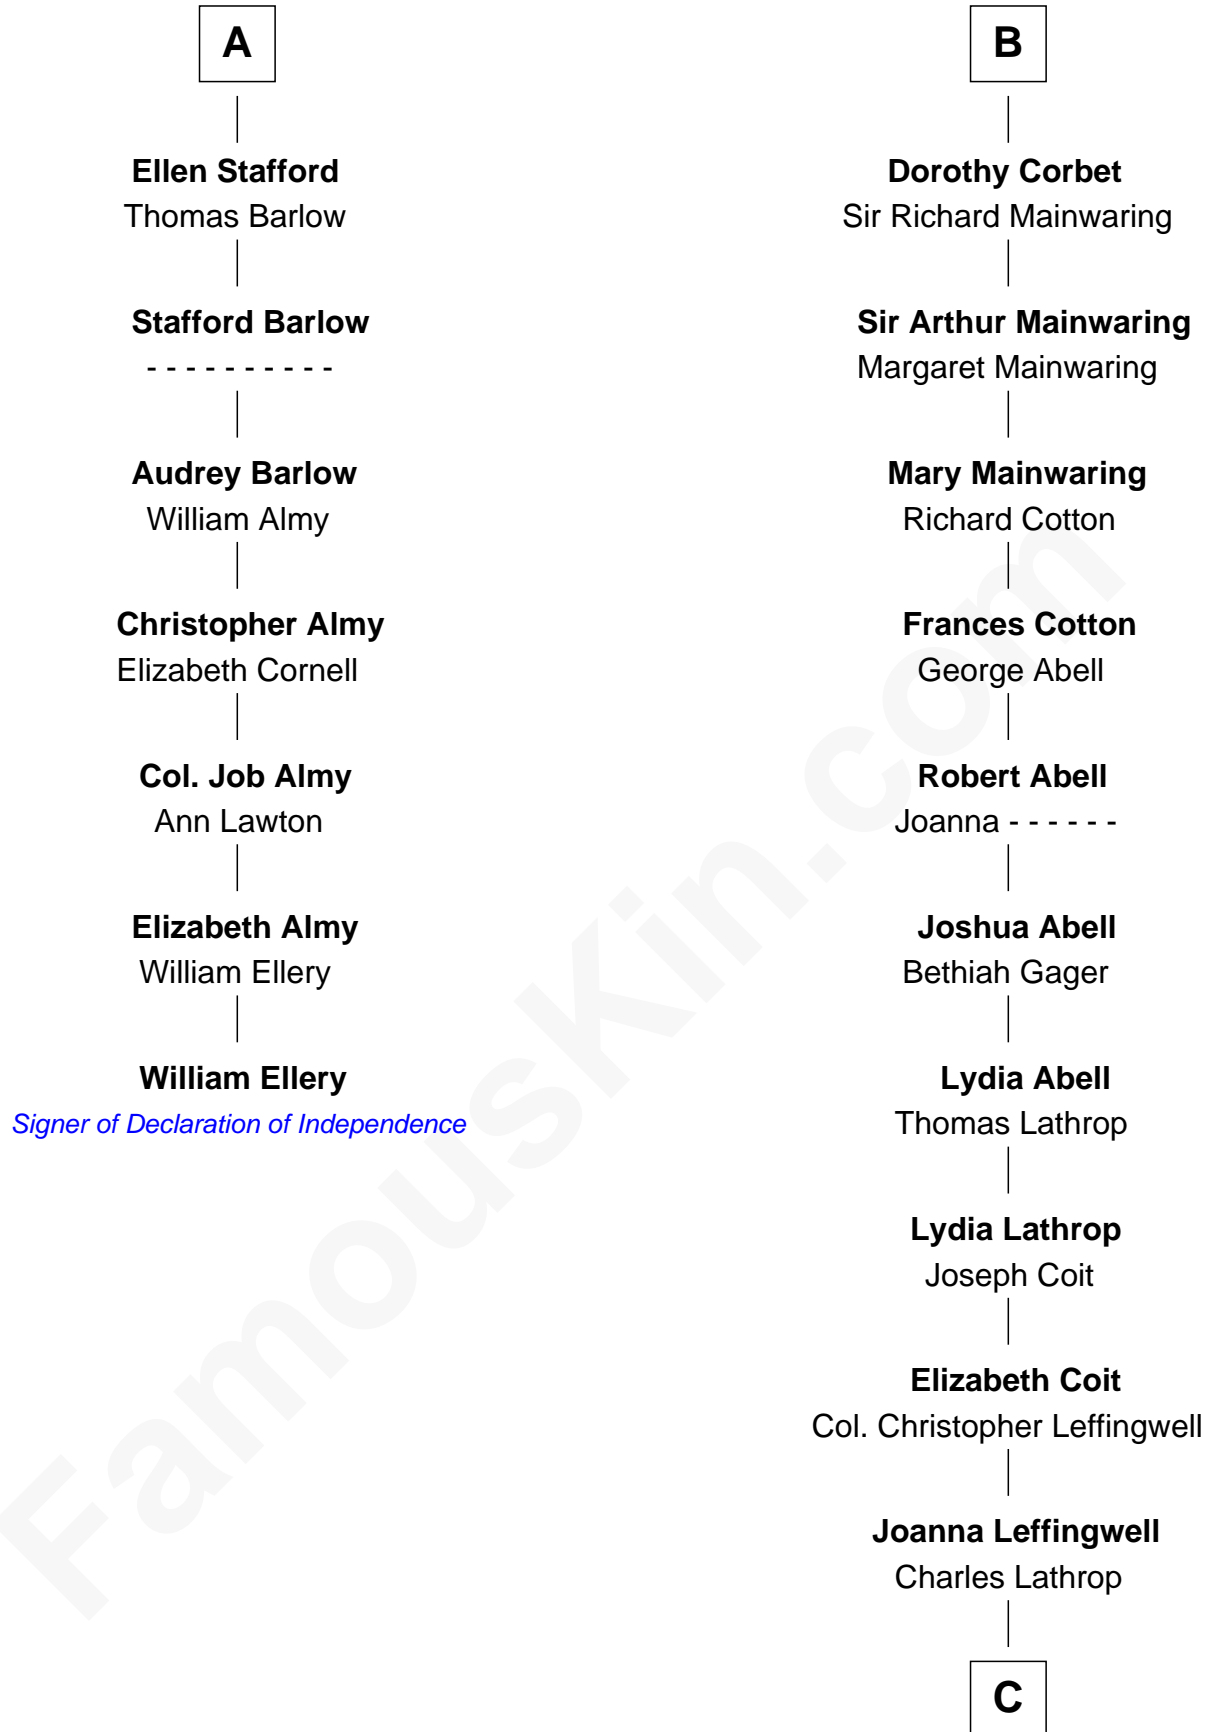 A
Ellen Stafford
Thomas Barlow
Stafford Barlow
- - - - - - - - - -
Audrey Barlow
William Almy
Christopher Almy
Elizabeth Cornell
Col. Job Almy
Ann Lawton
Elizabeth Almy
William Ellery
William Ellery
Signer of Declaration of Independence
B
Dorothy Corbet
Sir Richard Mainwaring
Sir Arthur Mainwaring
Margaret Mainwaring
Mary Mainwaring
Richard Cotton
Frances Cotton
George Abell
Robert Abell
Joanna - - - - - -
Joshua Abell
Bethiah Gager
Lydia Abell
Thomas Lathrop
Lydia Lathrop
Joseph Coit
Elizabeth Coit
Col. Christopher Leffingwell
Joanna Leffingwell
Charles Lathrop
C
FamousKin.com